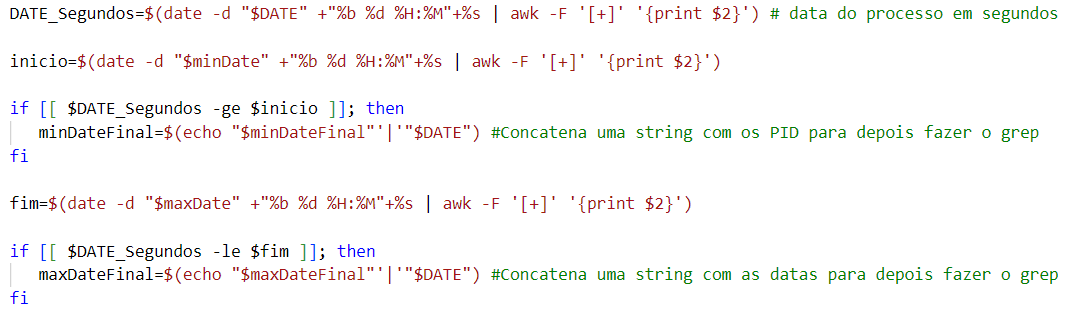 DATE_Segundos=$(date -d "$DATE" +"%b %d %H:%M"+%s | awk -F '[+]' '{print $2}') # data do processo em segundos
inicio=$(date -d "$minDate" +"%b %d %H:%M"+%s | awk -F '[+]' '{print $2}')
if [[ $DATE_Segundos -ge $inicio ]]; then
minDateFinal=$(echo "$minDateFinal"'|'"$DATE") #Concatena uma string com os PID para depois fazer o grep
fi
fim=$(date -d "$maxDate" +"%b %d %H:%M"+%s | awk -F '[+]' '{print $2}')
if [[ $DATE_Segundos -le $fim ]]; then
maxDateFinal=$(echo "$maxDateFinal"'|'"$DATE") #Concatena uma string com as datas para depois fazer o grep
fi